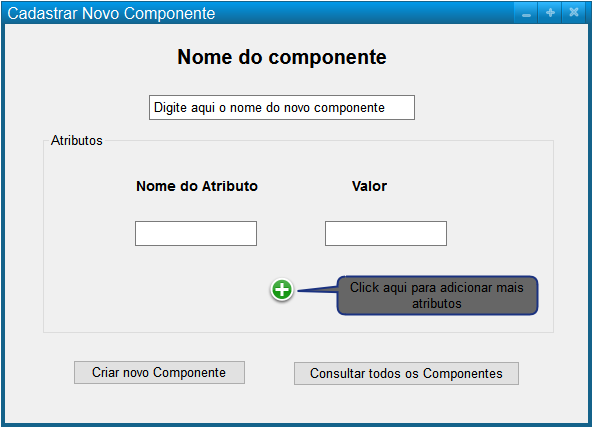 Cadastrar Novo Componente
Nome do componente
Digite aqui o nome do novo componente
Atributos
Nome do Atributo Valor
Click aqui para adicionar mais
atributos
Criar novo Componente Consultar todos os Componentes